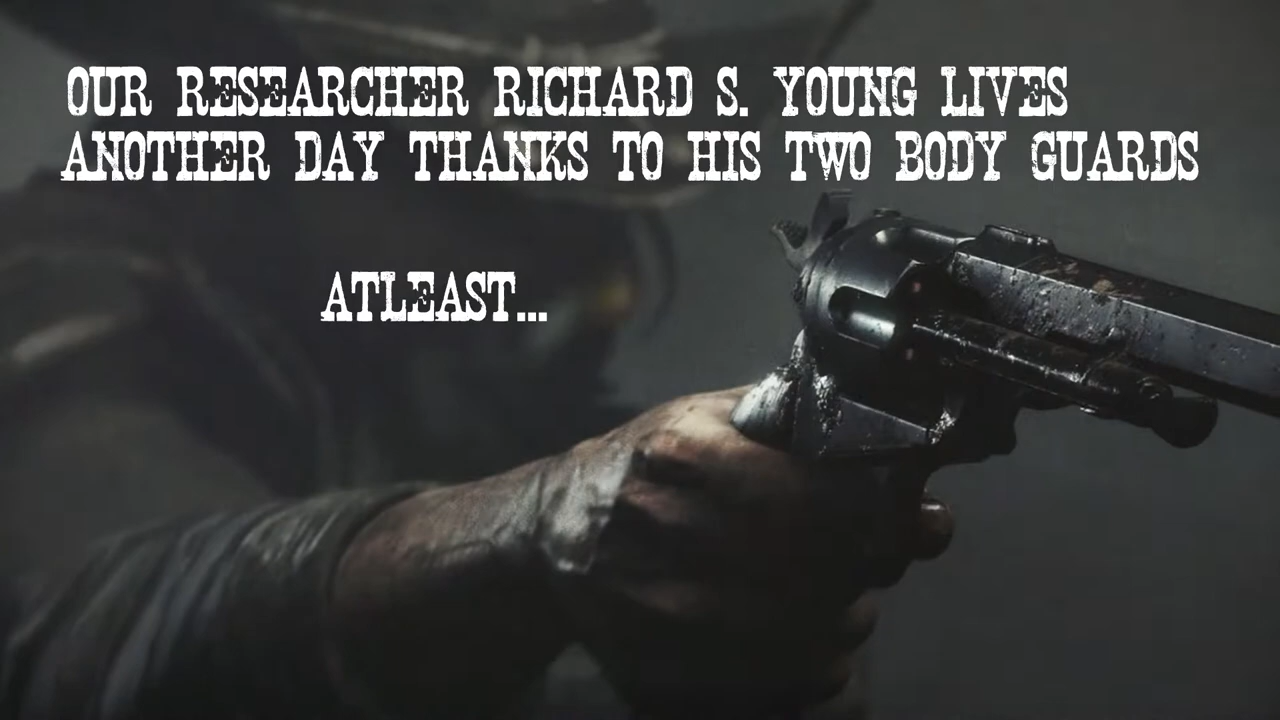 OUR RESEARCHER RICHARD S. YOUNG LIVES
ANOTHER DAY THANKS TO HIS TWO BODY GUARDS
ATLEAST...